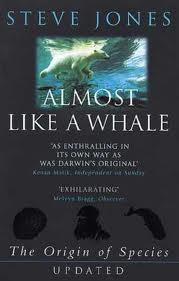 STEVE JONES
ALMOST
LIKE A WHALE
'AS ENTHRALLING IN
ITS OWN WAY AS
WAS DARWIN'S ORIGINAL'
Kenan Malik, Independent on Sunday
'EXHILARATING'
Melvyn Bragg, Observer
The Origin of Species
UPDATED